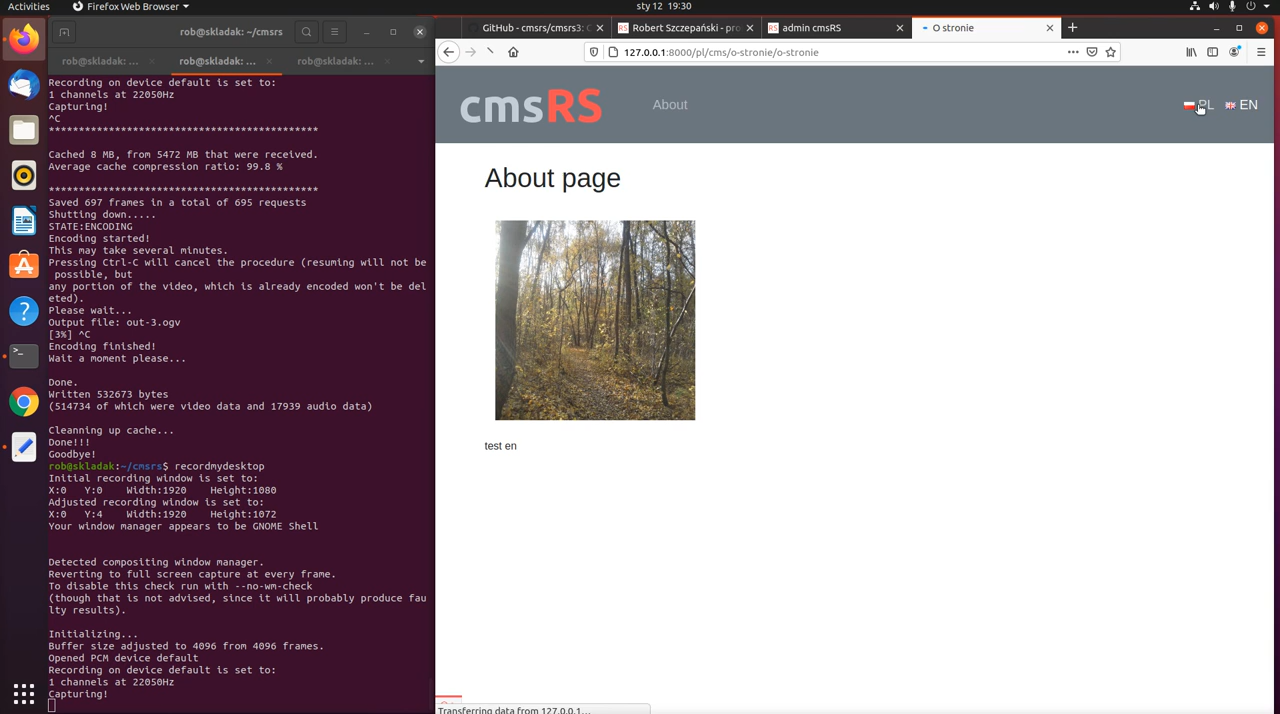 Activities Firefox Web Browser sty 12 19:30
rob@skladak: ~/cmsrs
rob@skladak: ... rob@skladak: ... rob@skladak: ...
Recording on device default is set to:
1 channels at 22050Hz
Capturing!
^C
*********************************************
Cached 8 MB, from 5472 MB that were received.
Average cache compression ratio: 99.8 %
*********************************************
Saved 697 frames in a total of 695 requests
Shutting down.....
STATE:ENCODING
Encoding started!
This may take several minutes.
Pressing Ctrl-C will cancel the procedure (resuming will not be
possible, but
any portion of the video, which is already encoded won't be del
eted).
Please wait...
Output file: out-3.ogv
[3%] ^C
Encoding finished!
Wait a moment please...
Done.
Written 532673 bytes
(514734 of which were video data and 17939 audio data)
Cleanning up cache...
Done!!!
Goodbye!
rob@skladak:~/cmsrs$ recordmydesktop
Initial recording window is set to:
X:0 Y:0 Width:1920 Height:1080
Adjusted recording window is set to:
X:0 Y:4 Width:1920 Height:1072
Your window manager appears to be GNOME Shell
Detected compositing window manager.
Reverting to full screen capture at every frame.
To disable this check run with --no-wm-check
(though that is not advised, since it will probably produce fau
lty results).
Initializing...
Buffer size adjusted to 4096 from 4096 frames.
Opened PCM device default
Recording on device default is set to:
1 channels at 22050Hz
Capturing!
GitHub - cmsrs/cmsrs3: C RS Robert Szczepański - pro RS admin cmsRS O stronie
127.0.0.1:8000/pl/cms/o-stronie/o-stronie
cmsRS About PL EN
About page
test en
Transferring data from 127.0.0.1...